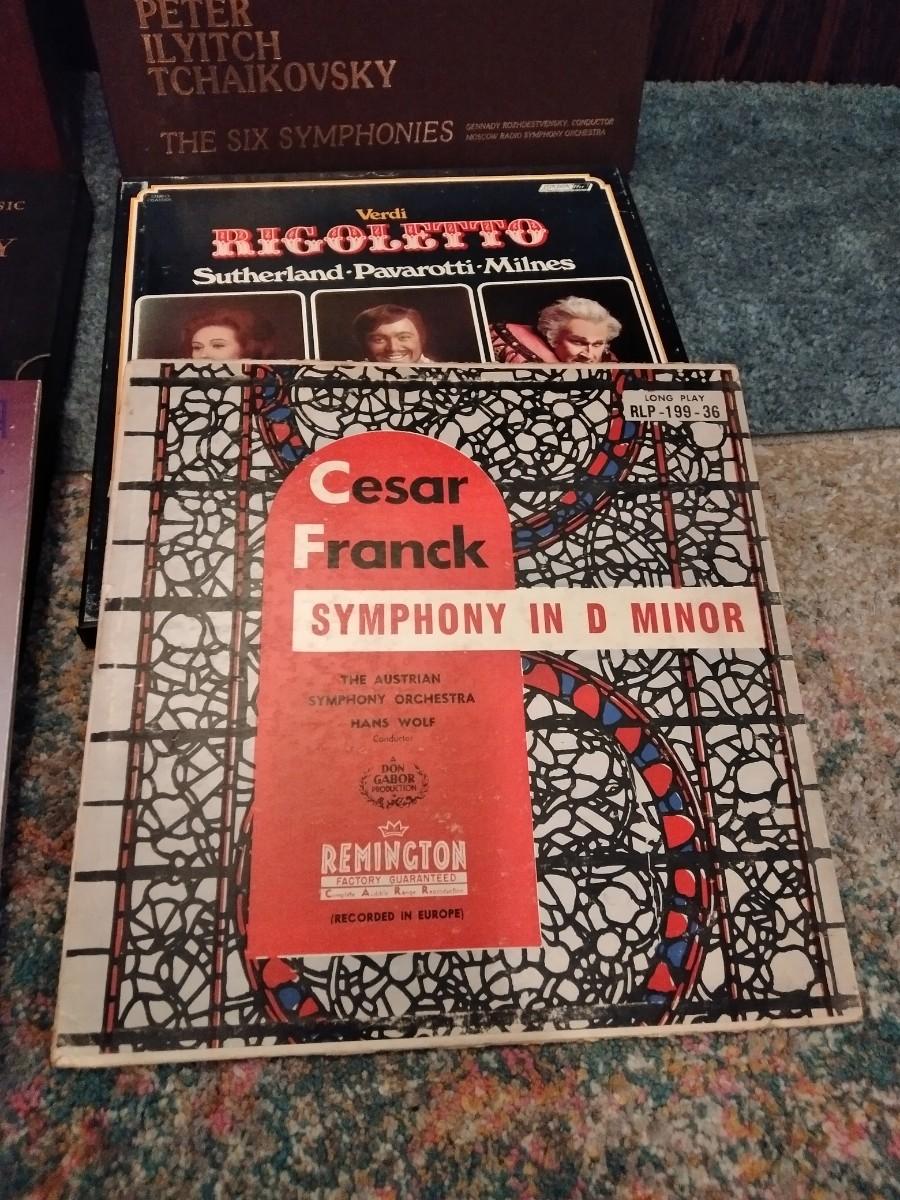 PETER
ILYITCH
TCHAIKOVSKY
THE SIX SYMPHONIES
GENNADY ROZHDESTVENSKY, CONDUCTOR
MOSCOW RADIO SYMPHONY ORCHESTRA
SIC
Y
Verdi
RIGOLETTO
Sutherland·Pavarotti·Milnes
LONG PLAY
RLP-199-36
Cesar
Franck
SYMPHONY IN D MINOR
THE AUSTRIAN
SYMPHONY ORCHESTRA
HANS WOLF
Conductor
A
DON
GABOR
PRODUCTION
REMINGTON
FACTORY GUARANTEED
Complete Audible Range Reproduction
(RECORDED IN EUROPE)